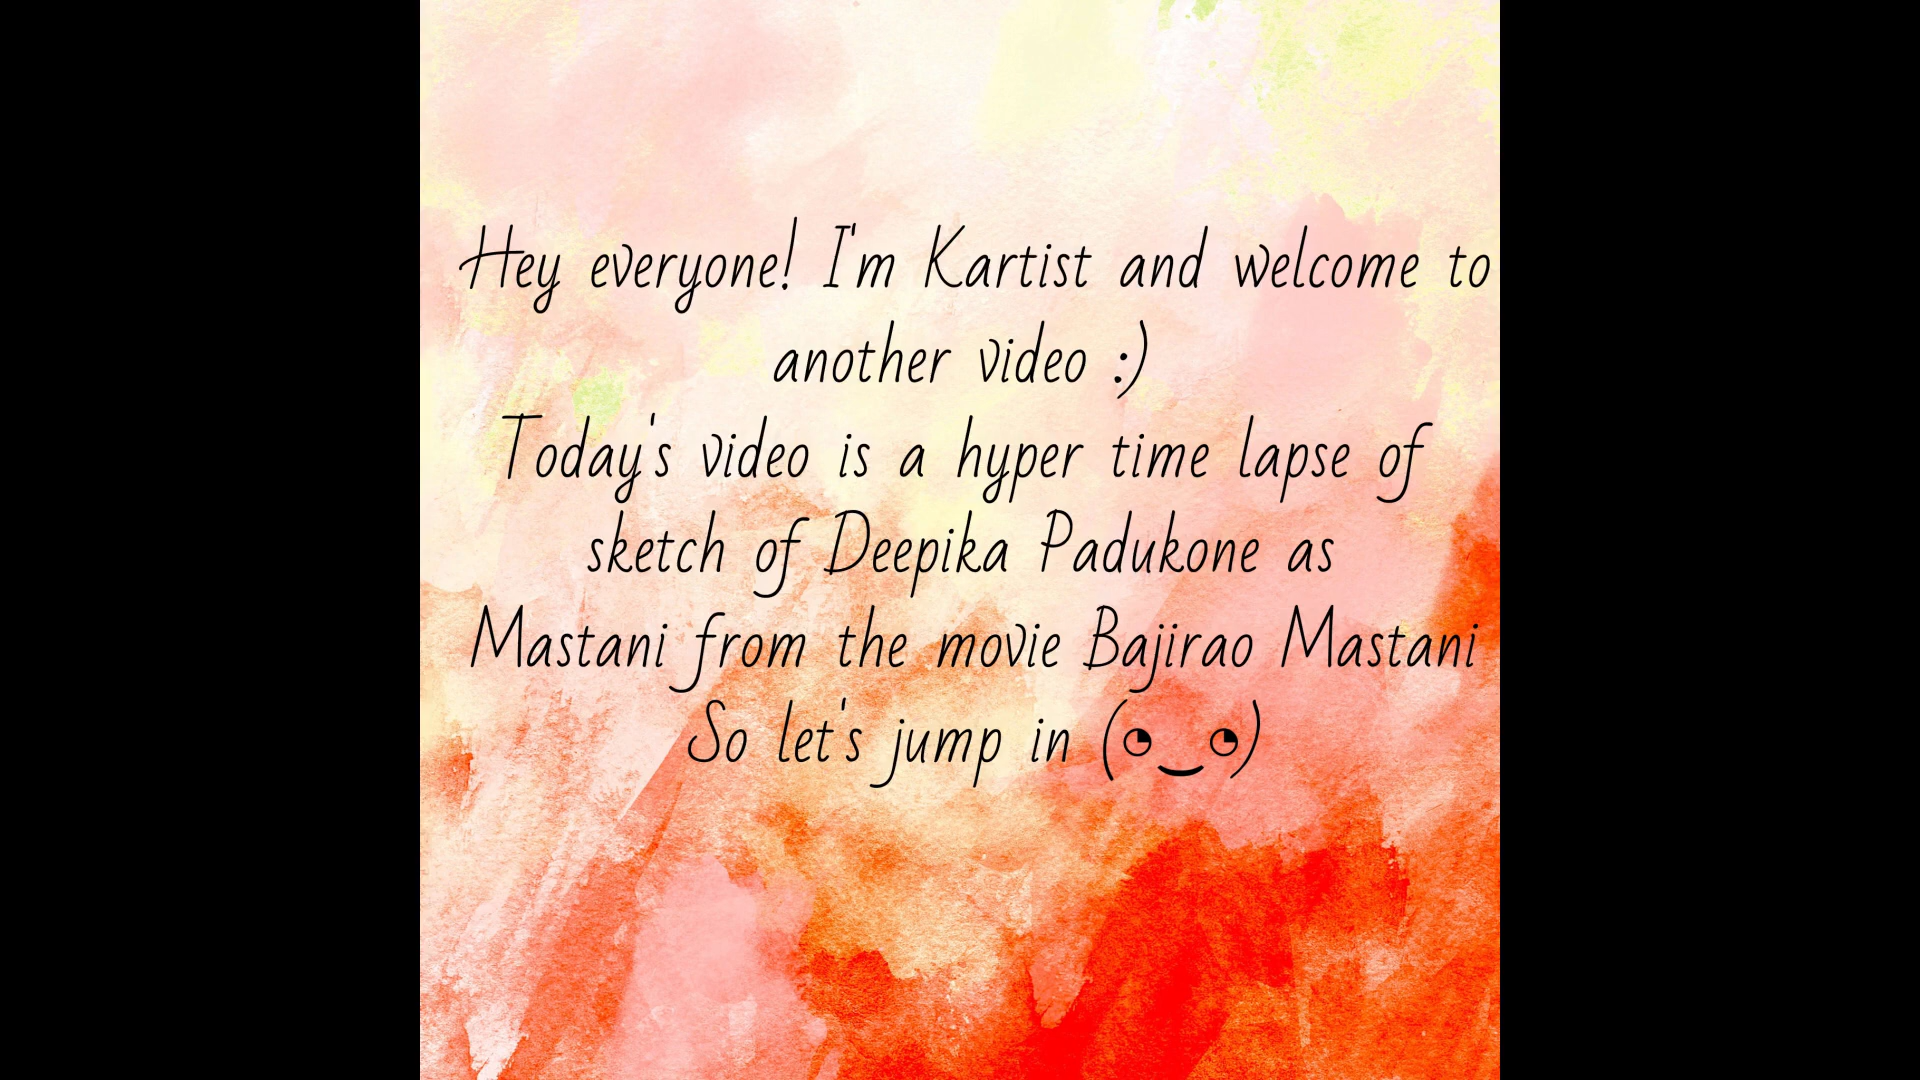 Hey everyone! I'm Kartist and welcome to
another video :)
Today's video is a hyper time lapse of
sketch of Deepika Padukone as
Mastani from the movie Bajirao Mastani
So let's jump in (◔‿◔)